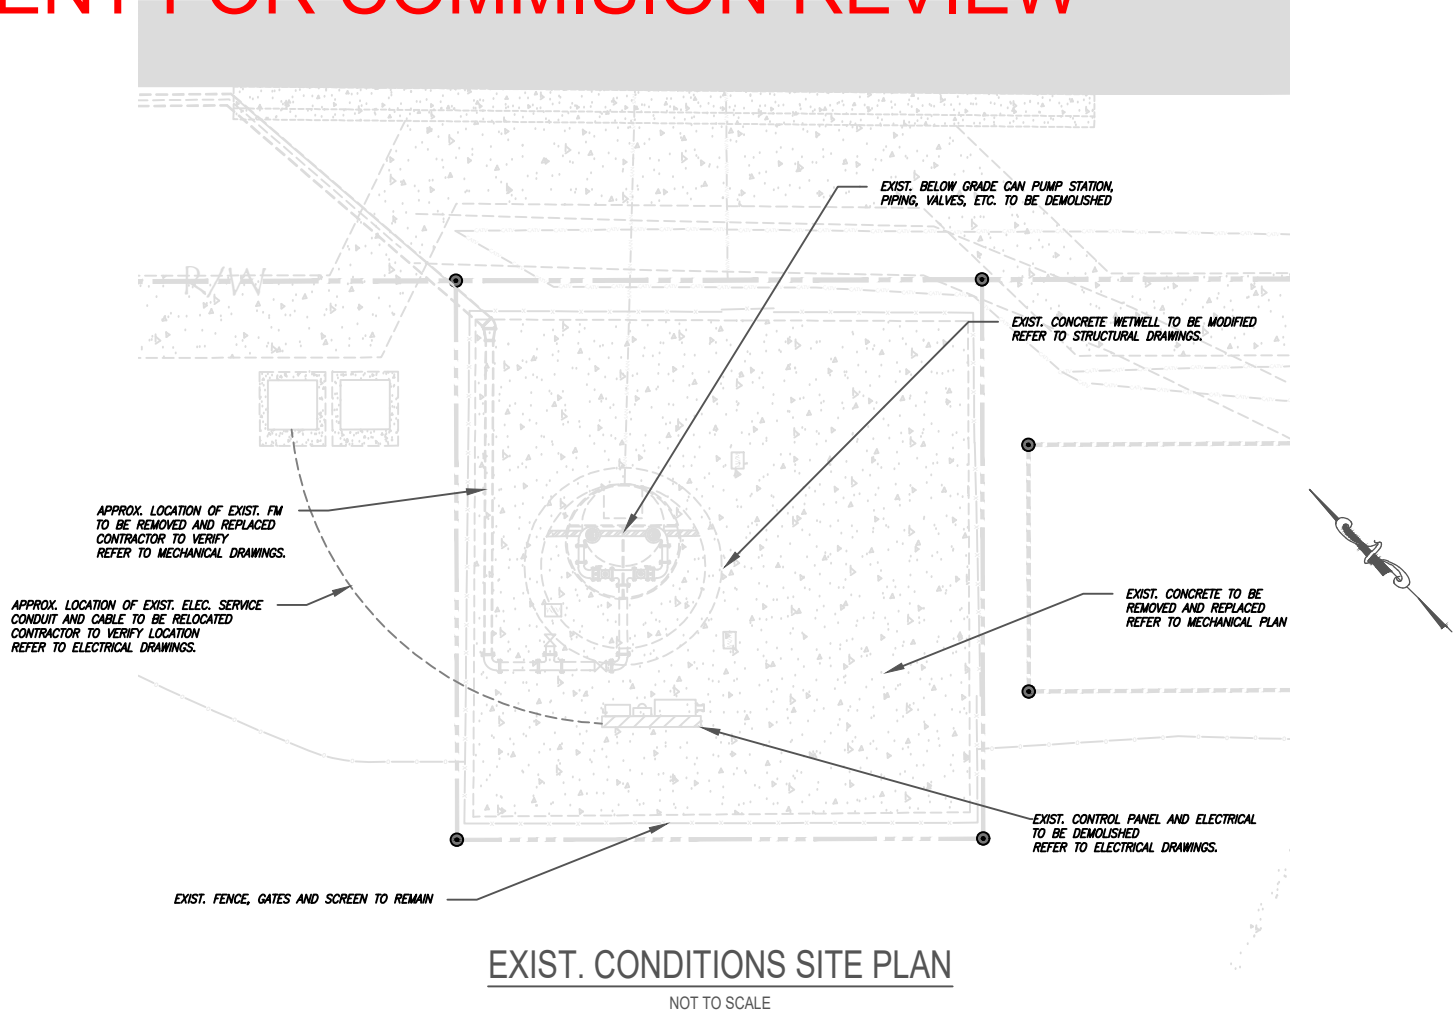 ENT FOR COMMISION REVIEW
EXIST. BELOW GRADE CAN PUMP STATION,
PIPING, VALVES, ETC. TO BE DEMOLISHED
R/W
EXIST. CONCRETE WETWELL TO BE MODIFIED
REFER TO STRUCTURAL DRAWINGS.
APPROX. LOCATION OF EXIST. FM
TO BE REMOVED AND REPLACED
CONTRACTOR TO VERIFY
REFER TO MECHANICAL DRAWINGS.
APPROX. LOCATION OF EXIST. ELEC. SERVICE
CONDUIT AND CABLE TO BE RELOCATED
CONTRACTOR TO VERIFY LOCATION
REFER TO ELECTRICAL DRAWINGS.
EXIST. CONCRETE TO BE
REMOVED AND REPLACED
REFER TO MECHANICAL PLAN
EXIST. CONTROL PANEL AND ELECTRICAL
TO BE DEMOLISHED
REFER TO ELECTRICAL DRAWINGS.
EXIST. FENCE, GATES AND SCREEN TO REMAIN
EXIST. CONDITIONS SITE PLAN
NOT TO SCALE